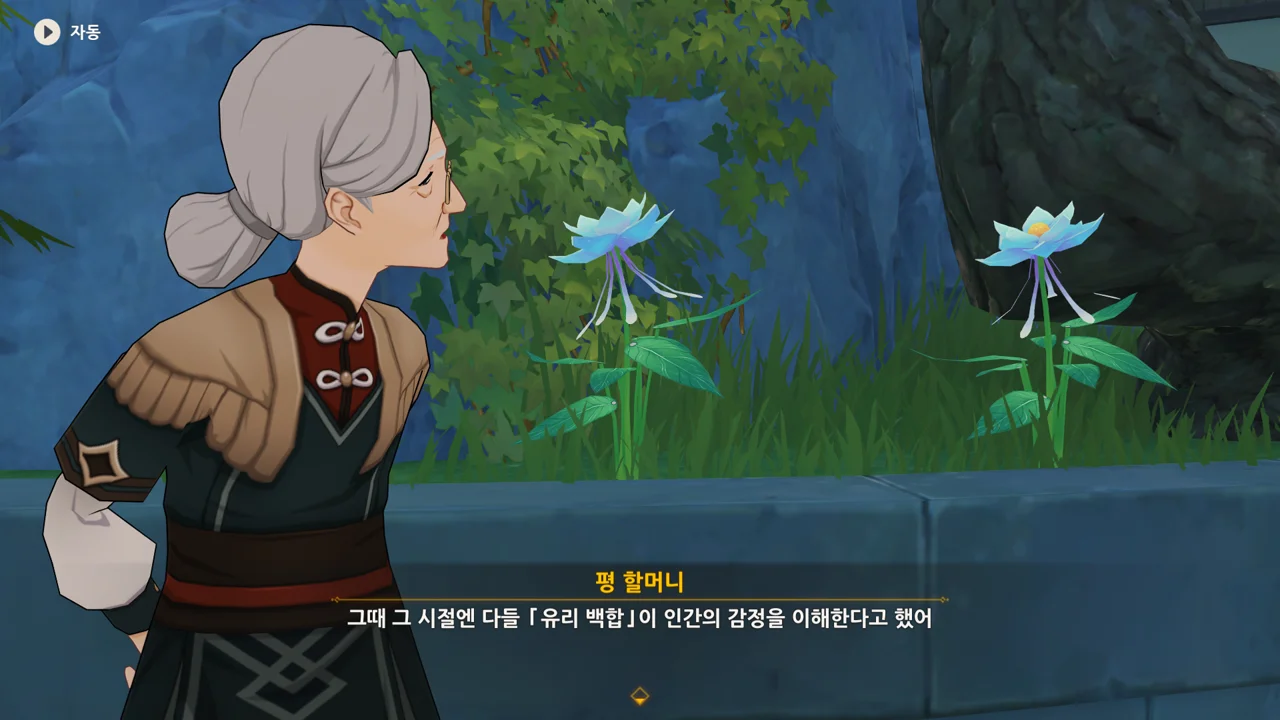 자동
평 할머니
그때 그 시절엔 다들 「유리 백합」이 인간의 감정을 이해한다고 했어